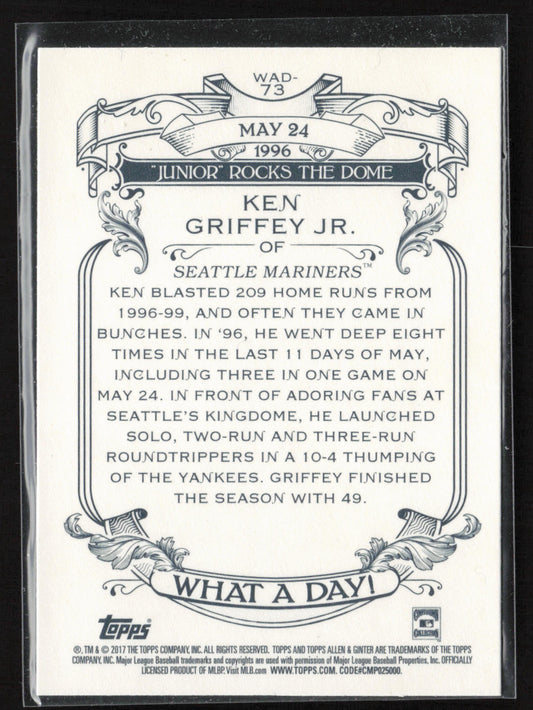 WAD-
73
MAY 24
1996
"JUNIOR" ROCKS THE DOME
KEN
GRIFFEY JR.
OF
SEATTLE MARINERS™
KEN BLASTED 209 HOME RUNS FROM
1996-99, AND OFTEN THEY CAME IN
BUNCHES. IN '96, HE WENT DEEP EIGHT
TIMES IN THE LAST 11 DAYS OF MAY,
INCLUDING THREE IN ONE GAME ON
MAY 24. IN FRONT OF ADORING FANS AT
SEATTLE'S KINGDOME, HE LAUNCHED
SOLO, TWO-RUN AND THREE-RUN
ROUNDTRIPPERS IN A 10-4 THUMPING
OF THE YANKEES. GRIFFEY FINISHED
THE SEASON WITH 49.
WHAT A DAY!
topps
®, TM & © 2017 THE TOPPS COMPANY, INC. ALL RIGHTS RESERVED. TOPPS AND TOPPS ALLEN & GINTER ARE TRADEMARKS OF THE TOPPS
COMPANY, INC. Major League Baseball trademarks and copyrights are used with permission of Major League Baseball Properties, Inc. OFFICIALLY
LICENSED PRODUCT OF MLBP. Visit MLB.com WWW.TOPPS.COM. CODE#CMP025000.